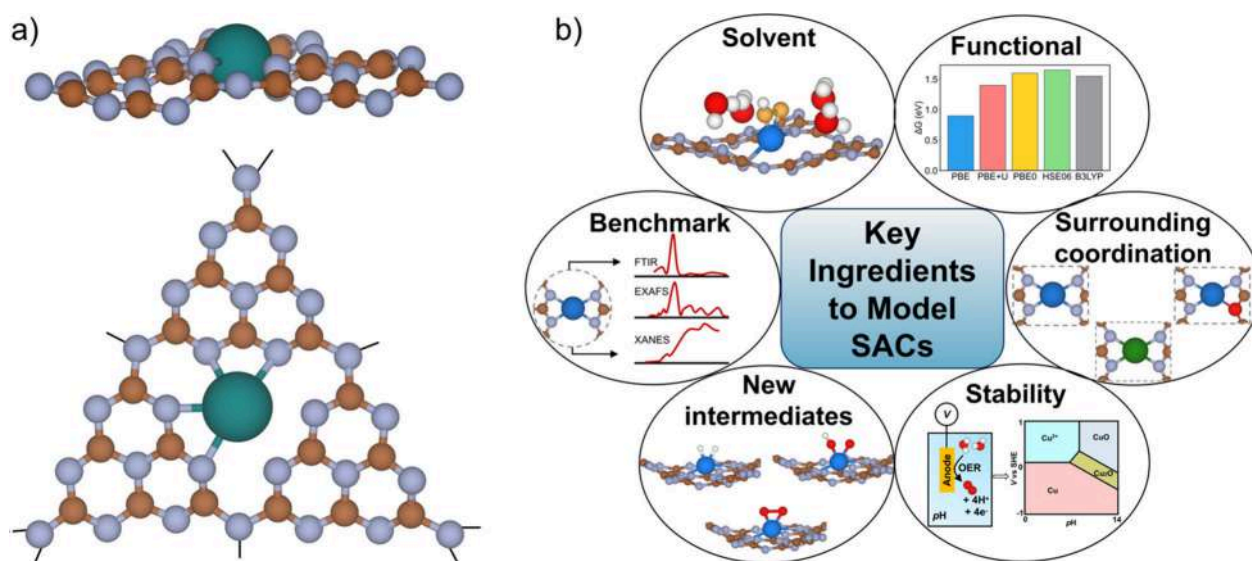 a)
b)
Solvent
Functional
ΔG (eV)
1.5
1.0
0.5
0.0
PBE PBE+U PBE0 HSE06 B3LYP
Benchmark
FTIR
EXAFS
XANES
Key
Ingredients
to Model
SACs
Surrounding
coordination
New
intermediates
Stability
V
Anode
OER
+ 4H⁺
+ 4e⁻
pH
V vs SHE
1
0
-1
Cu²⁺
CuO
Cu₂O
Cu
0
pH
14